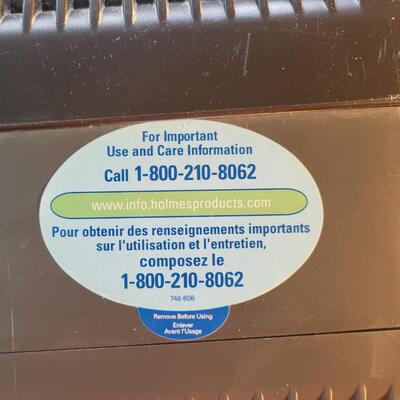 For Important
Use and Care Information
Call 1-800-210-8062
www.info.holmesproducts.com
Pour obtenir des renseignements importants
sur l'utilisation et l'entretien,
composez le
1-800-210-8062
748-606
Remove Before Using
Enlever
Avant l'Usage